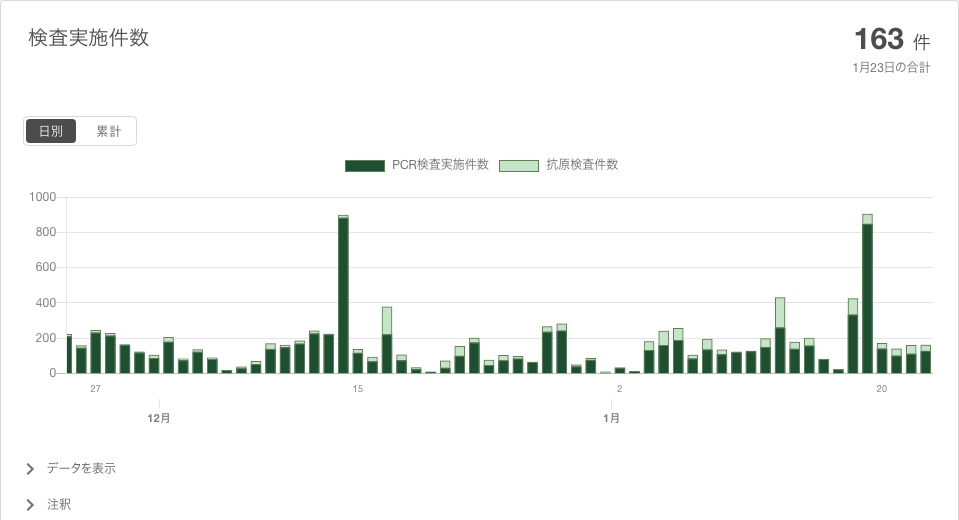 検査実施件数
163 件
1月23日の合計
日別 累計
PCR検査実施件数 抗原検査件数
1000
800
600
400
200
0
27 15 2 20
12月 1月
データを表示
注釈